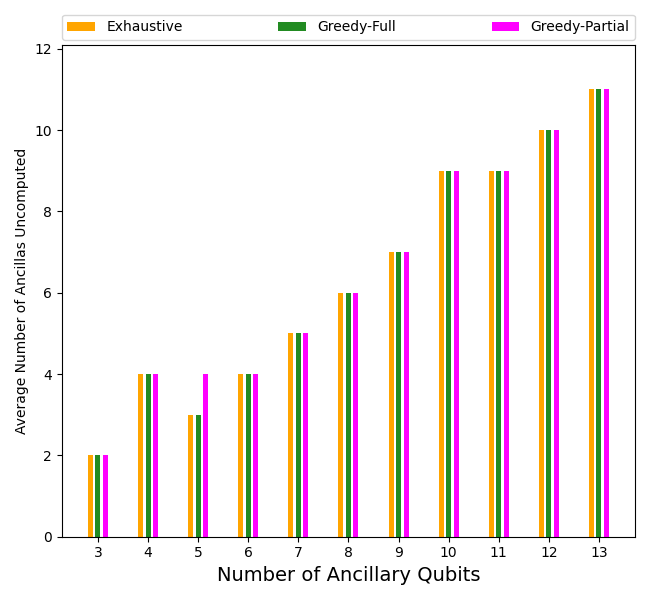 Exhaustive Greedy-Full Greedy-Partial
12
10
8
6
4
2
0
Average Number of Ancillas Uncomputed
3 4 5 6 7 8 9 10 11 12 13
Number of Ancillary Qubits